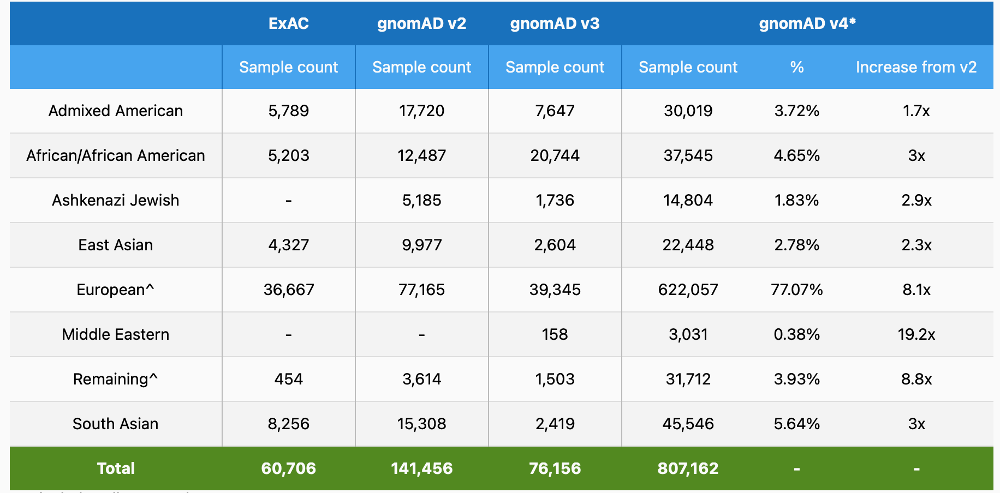 ExAC gnomAD v2 gnomAD v3 gnomAD v4*
Sample count Sample count Sample count Sample count % Increase from v2
Admixed American 5,789 17,720 7,647 30,019 3.72% 1.7x
African/African American 5,203 12,487 20,744 37,545 4.65% 3x
Ashkenazi Jewish - 5,185 1,736 14,804 1.83% 2.9x
East Asian 4,327 9,977 2,604 22,448 2.78% 2.3x
European^ 36,667 77,165 39,345 622,057 77.07% 8.1x
Middle Eastern - - 158 3,031 0.38% 19.2x
Remaining^ 454 3,614 1,503 31,712 3.93% 8.8x
South Asian 8,256 15,308 2,419 45,546 5.64% 3x
Total 60,706 141,456 76,156 807,162 - -